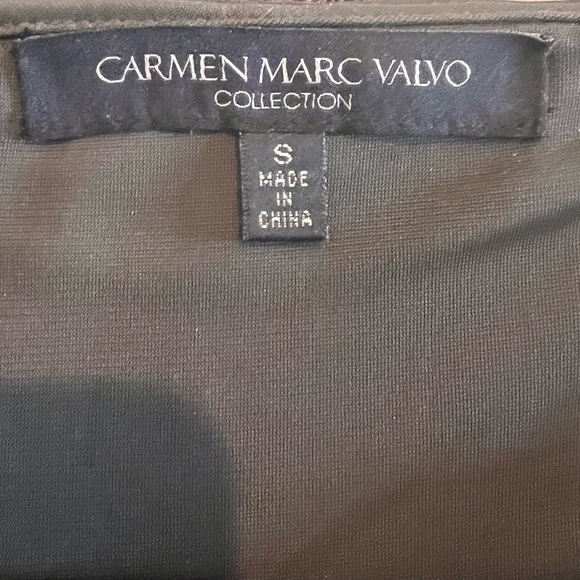 CARMEN MARC VALVO
COLLECTION
S
MADE
IN
CHINA